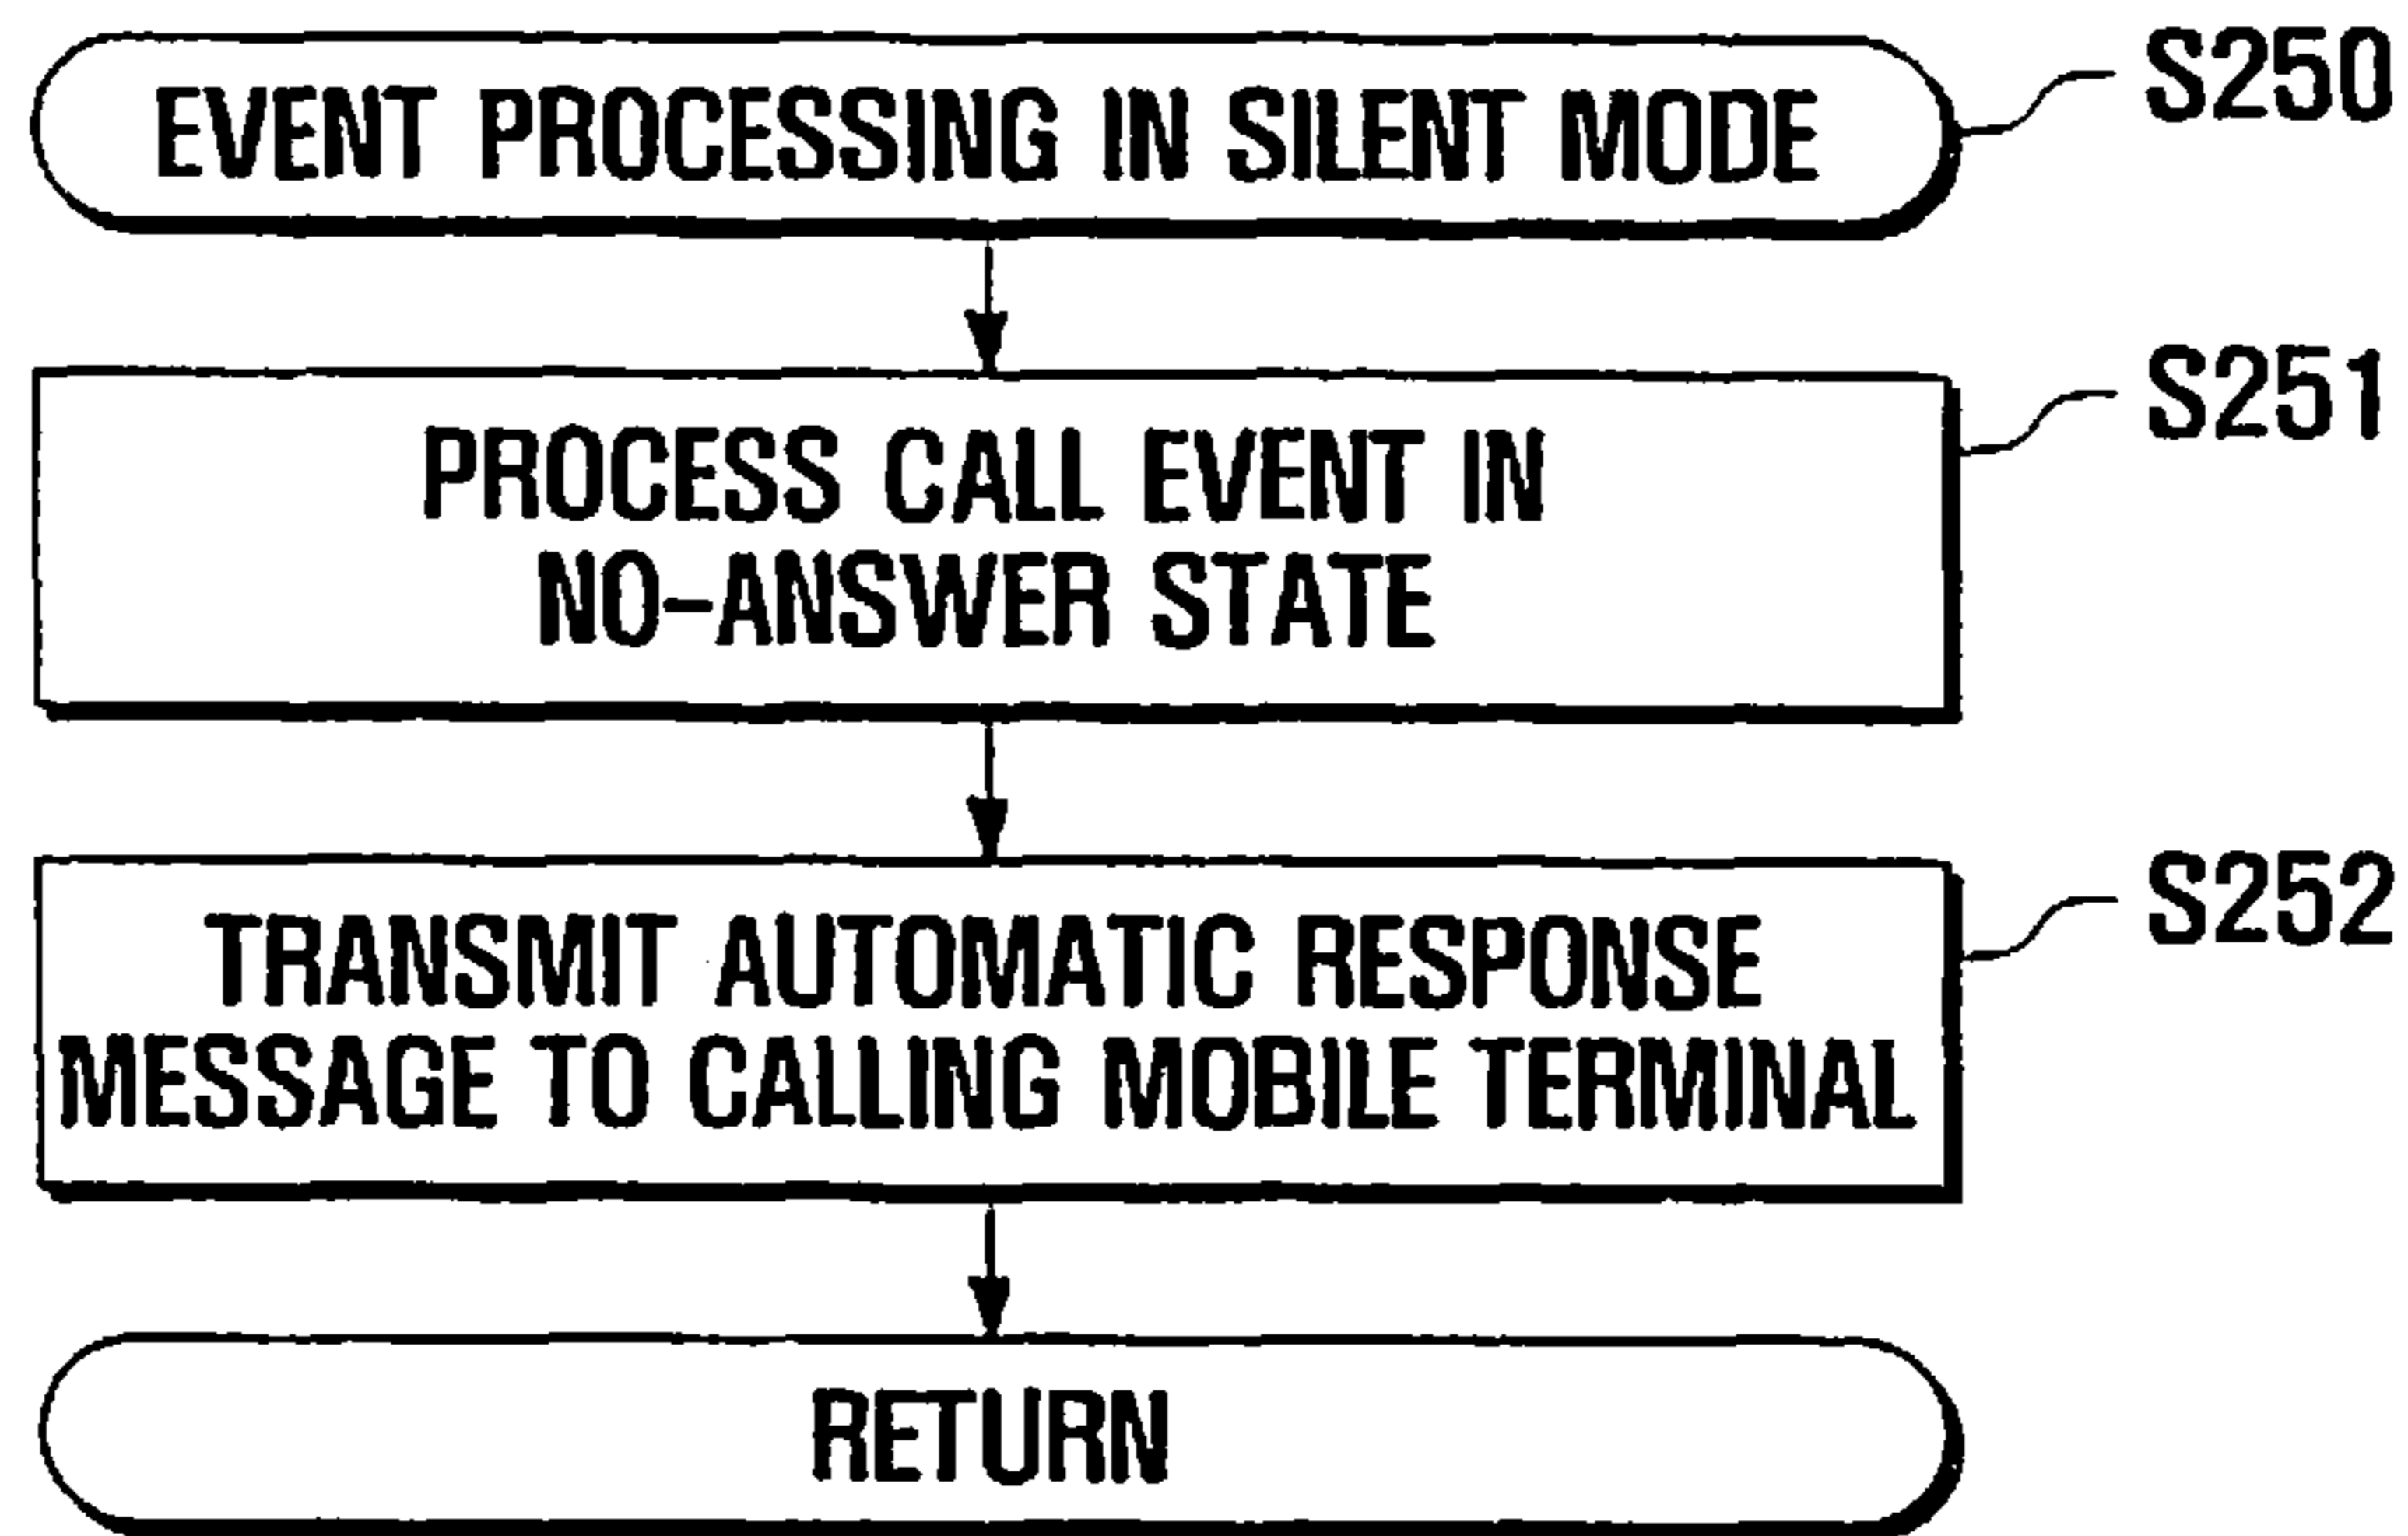 EVENT PROCESSING IN SILENT MODE
S250
PROCESS CALL EVENT IN
NO-ANSWER STATE
S251
TRANSMIT AUTOMATIC RESPONSE
MESSAGE TO CALLING MOBILE TERMINAL
S252
RETURN